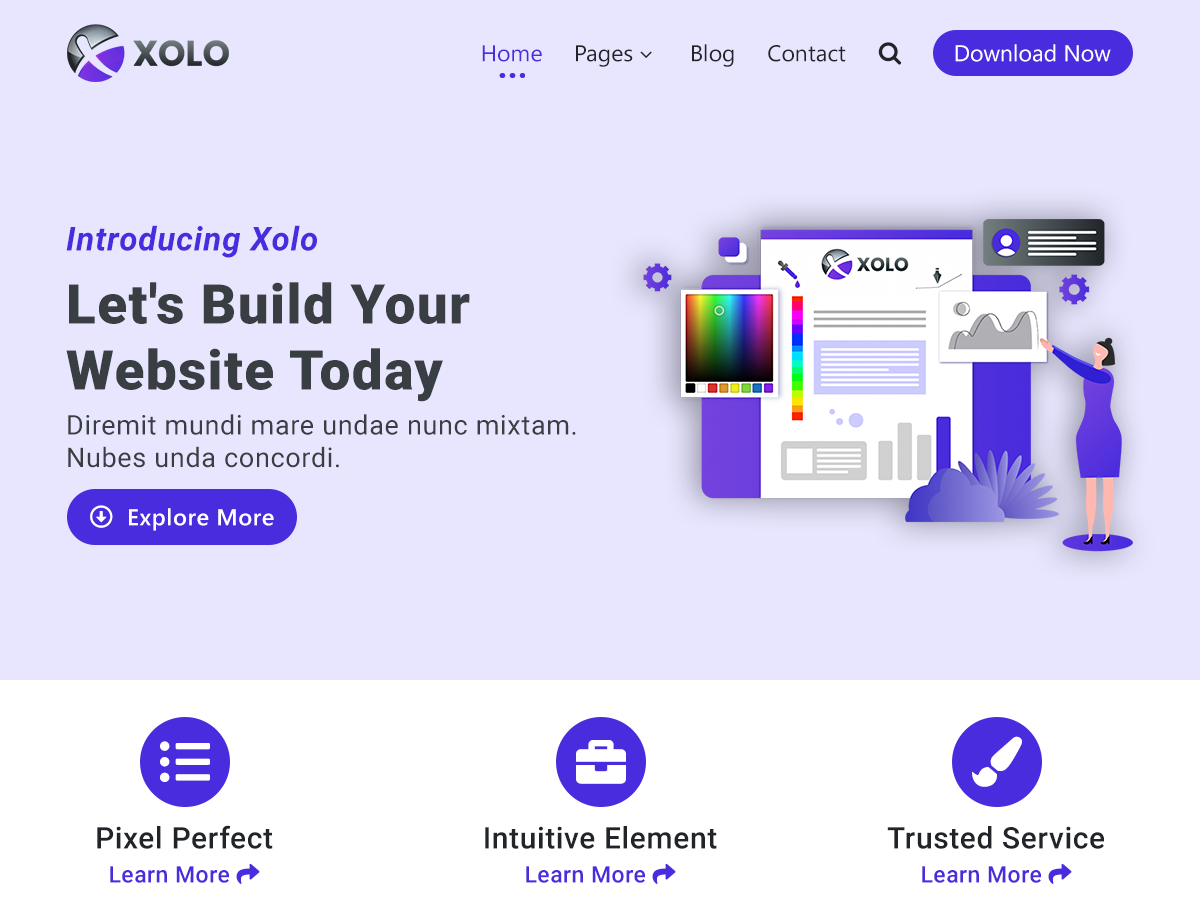 XOLO
Home Pages Blog Contact Download Now
Introducing Xolo
Let's Build Your
Website Today
Diremit mundi mare undae nunc mixtam.
Nubes unda concordi.
Explore More
XOLO
Pixel Perfect
Learn More
Intuitive Element
Learn More
Trusted Service
Learn More